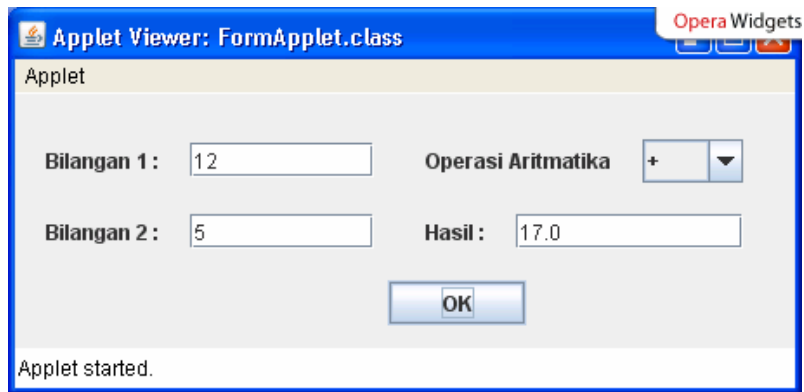 Opera Widgets
Applet Viewer: FormApplet.class
Applet
Bilangan 1 : 12 Operasi Aritmatika +
Bilangan 2 : 5 Hasil : 17.0
OK
Applet started.